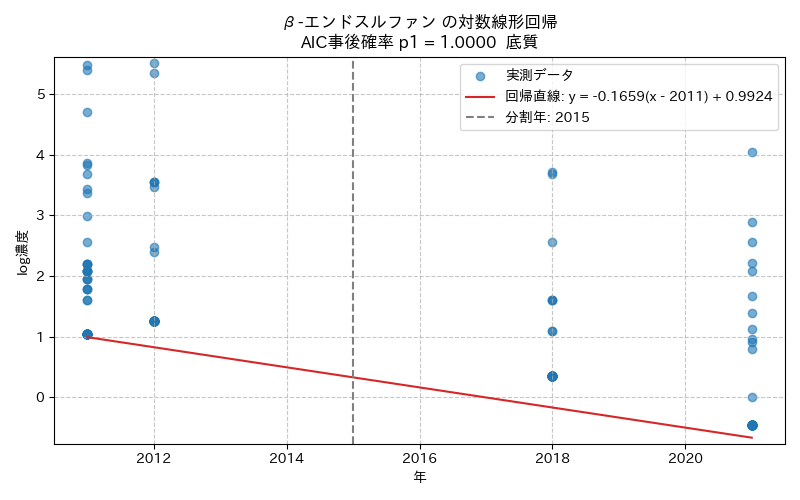 β-エンドスルファン の対数線形回帰
AIC事後確率 p1 = 1.0000 底質
実測データ
回帰直線: y = -0.1659(x - 2011) + 0.9924
分割年: 2015
log濃度
5
4
3
2
1
0
2012 2014 2016 2018 2020
年